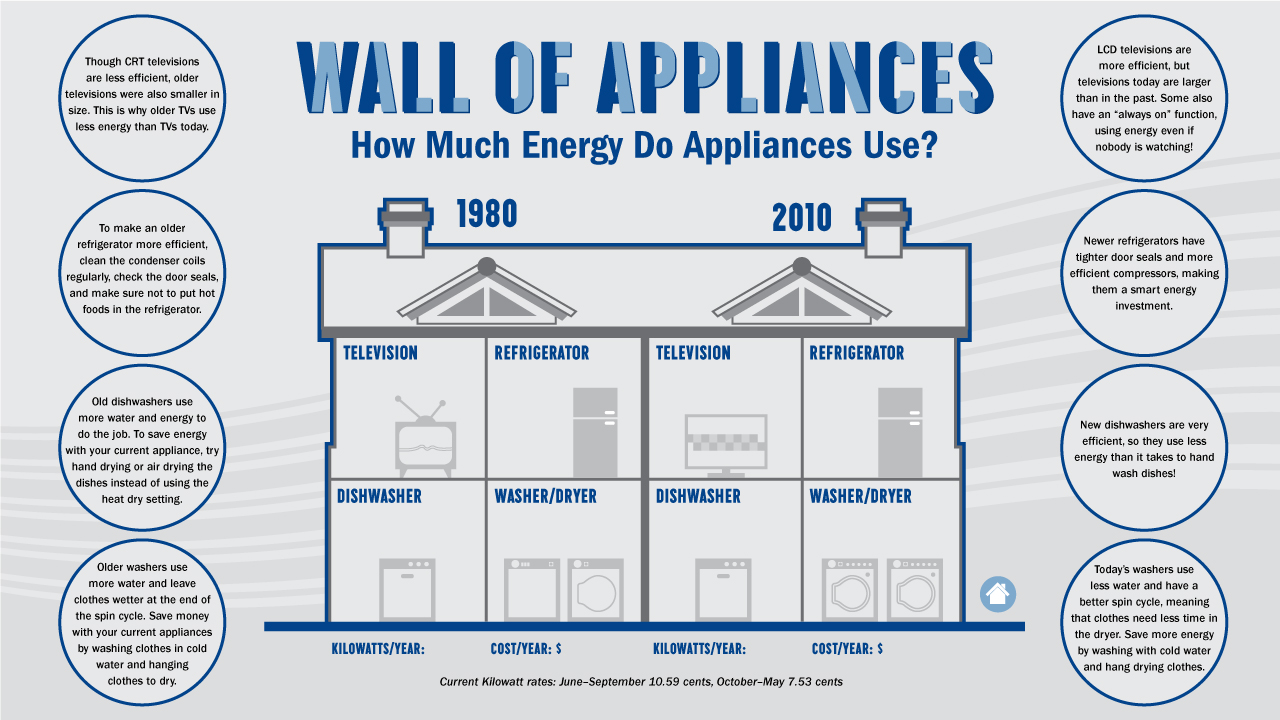 WALL OF APPLIANCES
How Much Energy Do Appliances Use?
Though CRT televisions
are less efficient, older
televisions were also smaller in
size. This is why older TVs use
less energy than TVs today.
To make an older
refrigerator more efficient,
clean the condenser coils
regularly, check the door seals,
and make sure not to put hot
foods in the refrigerator.
Old dishwashers use
more water and energy to
do the job. To save energy
with your current appliance, try
hand drying or air drying the
dishes instead of using the
heat dry setting.
Older washers use
more water and leave
clothes wetter at the end of
the spin cycle. Save money
with your current appliances
by washing clothes in cold
water and hanging
clothes to dry.
1980
TELEVISION
REFRIGERATOR
DISHWASHER
WASHER/DRYER
KILOWATTS/YEAR:
COST/YEAR: $
2010
TELEVISION
REFRIGERATOR
DISHWASHER
WASHER/DRYER
KILOWATTS/YEAR:
COST/YEAR: $
Current Kilowatt rates: June–September 10.59 cents, October–May 7.53 cents
LCD televisions are
more efficient, but
televisions today are larger
than in the past. Some also
have an “always on” function,
using energy even if
nobody is watching!
Newer refrigerators have
tighter door seals and more
efficient compressors, making
them a smart energy
investment.
New dishwashers are very
efficient, so they use less
energy than it takes to hand
wash dishes!
Today’s washers use
less water and have a
better spin cycle, meaning
that clothes need less time in
the dryer. Save more energy
by washing with cold water
and hang drying clothes.